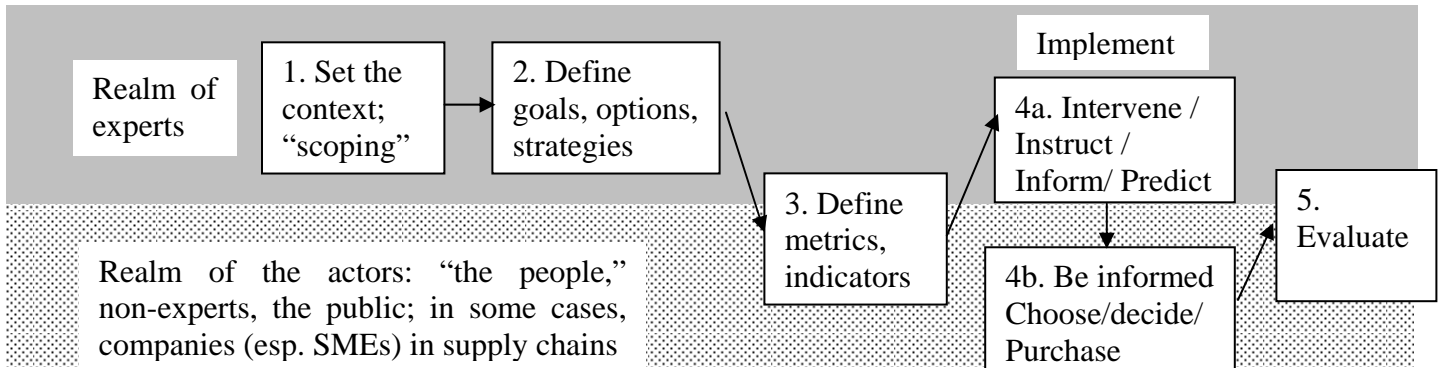 Realm of
experts
1. Set the
context;
“scoping”
2. Define
goals, options,
strategies
Implement
4a. Intervene /
Instruct /
Inform/ Predict
3. Define
metrics,
indicators
5.
Evaluate
Realm of the actors: “the people,”
non-experts, the public; in some cases,
companies (esp. SMEs) in supply chains
4b. Be informed
Choose/decide/
Purchase